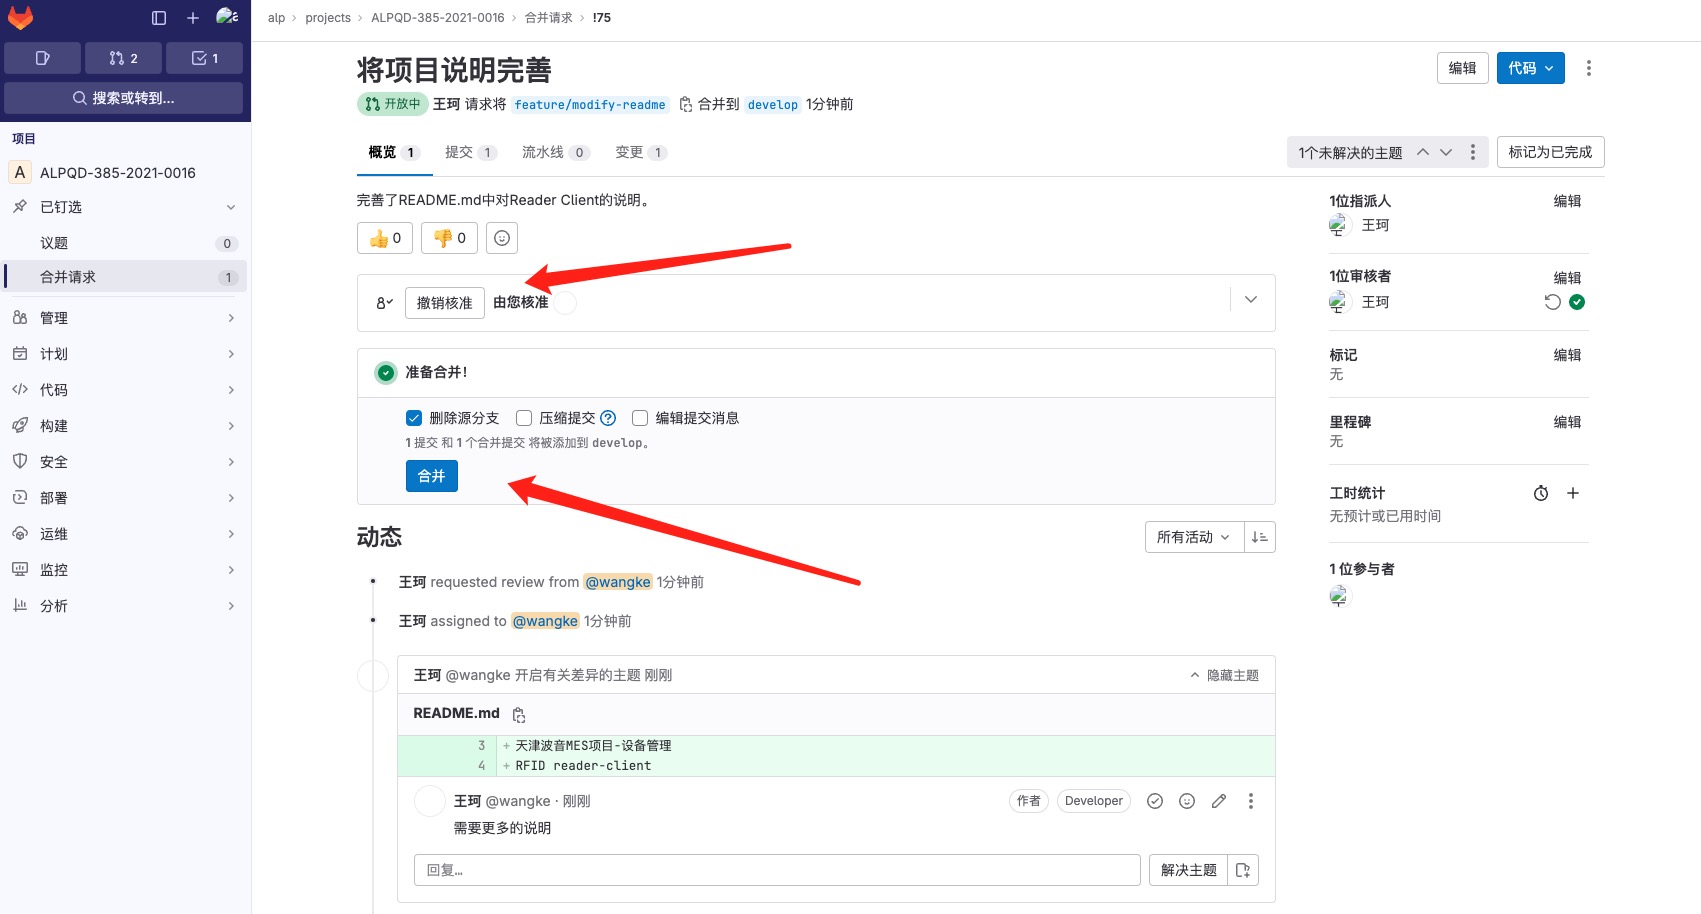 alp › projects › ALPQD-385-2021-0016 › 合并请求 › !75
2
1
搜索或转到...
项目
A ALPQD-385-2021-0016
已钉选
议题 0
合并请求 1
管理
计划
代码
构建
安全
部署
运维
监控
分析
将项目说明完善
编辑
代码
开放中 王珂 请求将 feature/modify-readme 合并到 develop 1分钟前
概览 1 提交 1 流水线 0 变更 1
1个未解决的主题
标记为已完成
完善了README.md中对Reader Client的说明。
👍 0 👎 0
撤销核准 由您核准
准备合并!
删除源分支 压缩提交 编辑提交消息
1 提交 和 1 个合并提交 将被添加到 develop。
合并
动态
所有活动
王珂 requested review from @wangke 1分钟前
王珂 assigned to @wangke 1分钟前
王珂 @wangke 开启有关差异的主题 刚刚
隐藏主题
README.md
3 + 天津波音MES项目-设备管理
4 + RFID reader-client
王珂 @wangke · 刚刚
作者 Developer
需要更多的说明
回复…
解决主题
1位指派人 编辑
王珂
1位审核者 编辑
王珂
标记 编辑
无
里程碑 编辑
无
工时统计
无预计或已用时间
1 位参与者